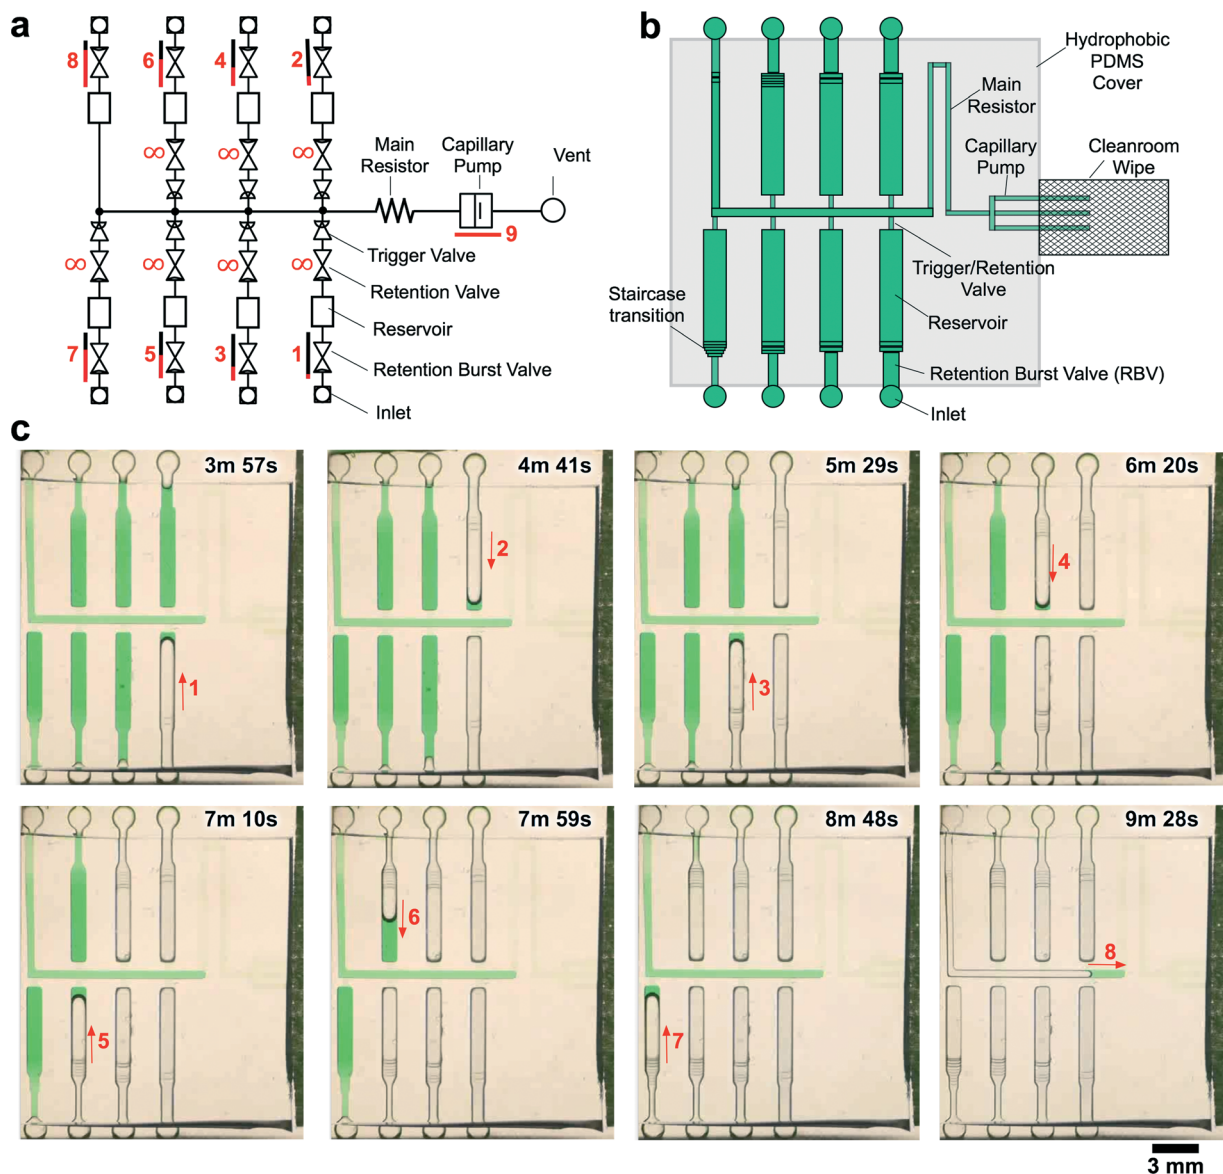 a
8
6
4
2
∞
∞
∞
Main
Resistor
Capillary
Pump
Vent
9
Trigger Valve
∞
∞
∞
∞
Retention Valve
Reservoir
7
5
3
1
Retention Burst Valve
Inlet
b
Hydrophobic
PDMS
Cover
Main
Resistor
Capillary
Pump
Cleanroom
Wipe
Trigger/Retention
Valve
Staircase
transition
Reservoir
Retention Burst Valve (RBV)
Inlet
c
3m 57s
1
4m 41s
2
5m 29s
3
6m 20s
4
7m 10s
5
7m 59s
6
8m 48s
7
9m 28s
8
3 mm